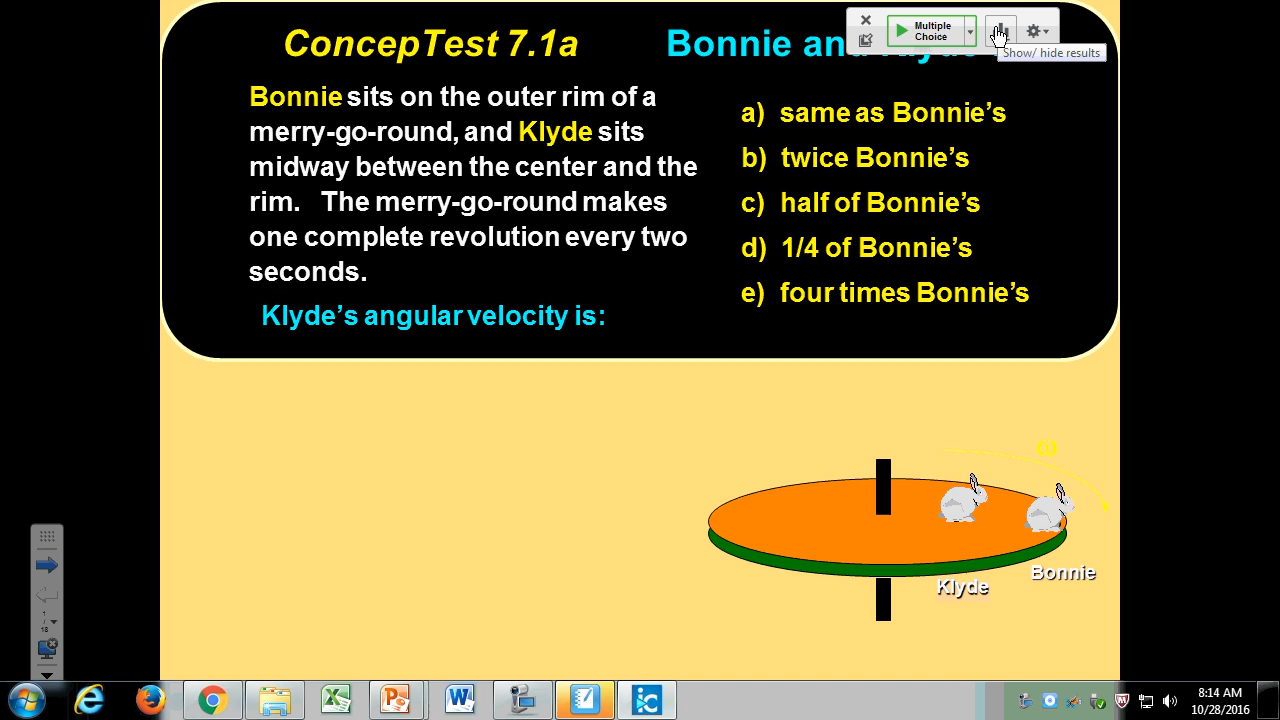 ConcepTest 7.1a
Bonnie and
Multiple
Choice
Show/ hide results
Bonnie sits on the outer rim of a
merry-go-round, and Klyde sits
midway between the center and the
rim. The merry-go-round makes
one complete revolution every two
seconds.
Klyde’s angular velocity is:
a) same as Bonnie’s
b) twice Bonnie’s
c) half of Bonnie’s
d) 1/4 of Bonnie’s
e) four times Bonnie’s
ω
Klyde
Bonnie
1
/
18
8:14 AM
10/28/2016